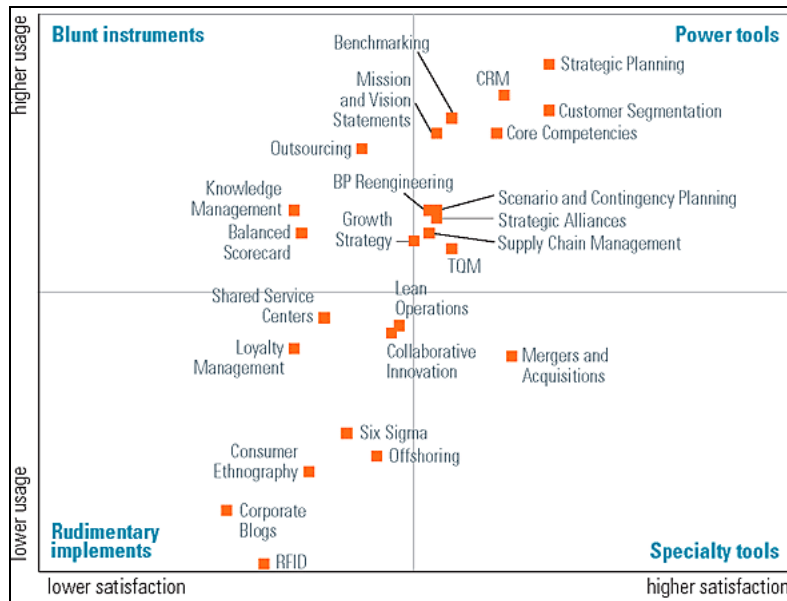 higher usage
Blunt instruments
Power tools
Benchmarking
Strategic Planning
Mission
and Vision
Statements
CRM
Customer Segmentation
Core Competencies
Outsourcing
BP Reengineering
Knowledge
Management
Scenario and Contingency Planning
Growth
Strategy
Strategic Alliances
Balanced
Scorecard
Supply Chain Management
TQM
Shared Service
Centers
Lean
Operations
Loyalty
Management
Collaborative
Innovation
Mergers and
Acquisitions
Six Sigma
Consumer
Ethnography
Offshoring
Corporate
Blogs
lower usage
Rudimentary
implements
RFID
Specialty tools
lower satisfaction
higher satisfaction